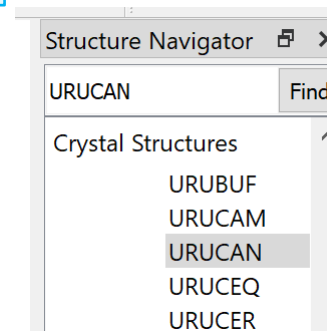 Structure Navigator
URUCAN Find
Crystal Structures
URUBUF
URUCAM
URUCAN
URUCEQ
URUCER